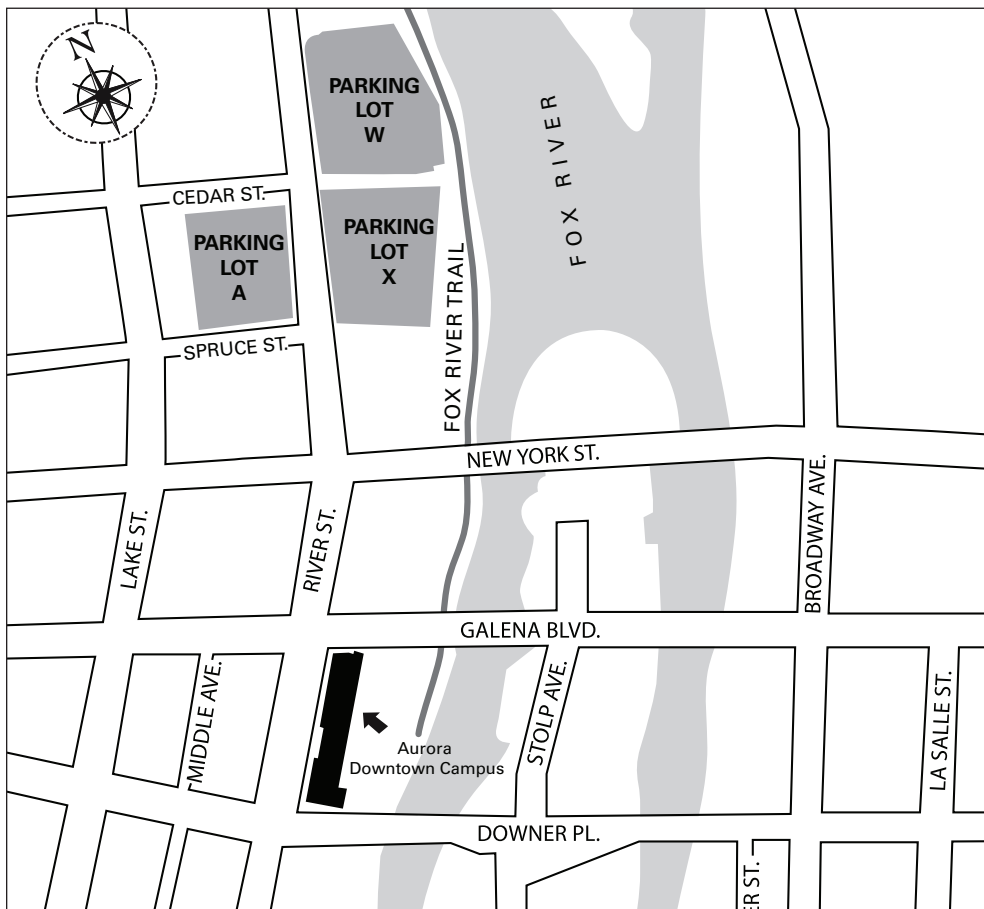 N
PARKING
LOT
W
CEDAR ST.
PARKING
LOT
A
PARKING
LOT
X
FOX RIVER
FOX RIVER TRAIL
SPRUCE ST.
NEW YORK ST.
LAKE ST.
RIVER ST.
BROADWAY AVE.
GALENA BLVD.
MIDDLE AVE.
STOLP AVE.
LA SALLE ST.
Aurora
Downtown Campus
DOWNER PL.
ER ST.